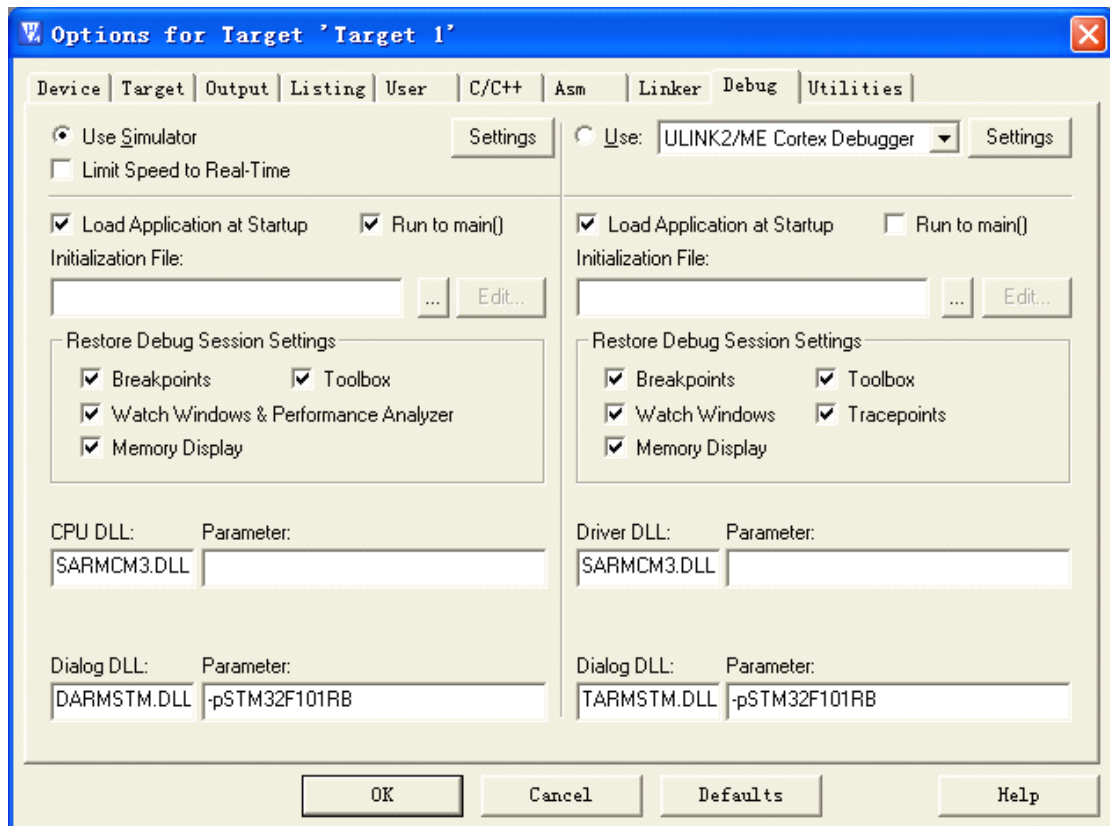 Options for Target 'Target 1'
Device Target Output Listing User C/C++ Asm Linker Debug Utilities
Use Simulator Settings
Limit Speed to Real-Time
Use: ULINK2/ME Cortex Debugger Settings
Load Application at Startup Run to main()
Initialization File:
... Edit...
Restore Debug Session Settings
Breakpoints Toolbox
Watch Windows & Performance Analyzer
Memory Display
CPU DLL: Parameter:
SARMCM3.DLL
Dialog DLL: Parameter:
DARMSTM.DLL -pSTM32F101RB
Load Application at Startup Run to main()
Initialization File:
... Edit...
Restore Debug Session Settings
Breakpoints Toolbox
Watch Windows Tracepoints
Memory Display
Driver DLL: Parameter:
SARMCM3.DLL
Dialog DLL: Parameter:
TARMSTM.DLL -pSTM32F101RB
OK Cancel Defaults Help